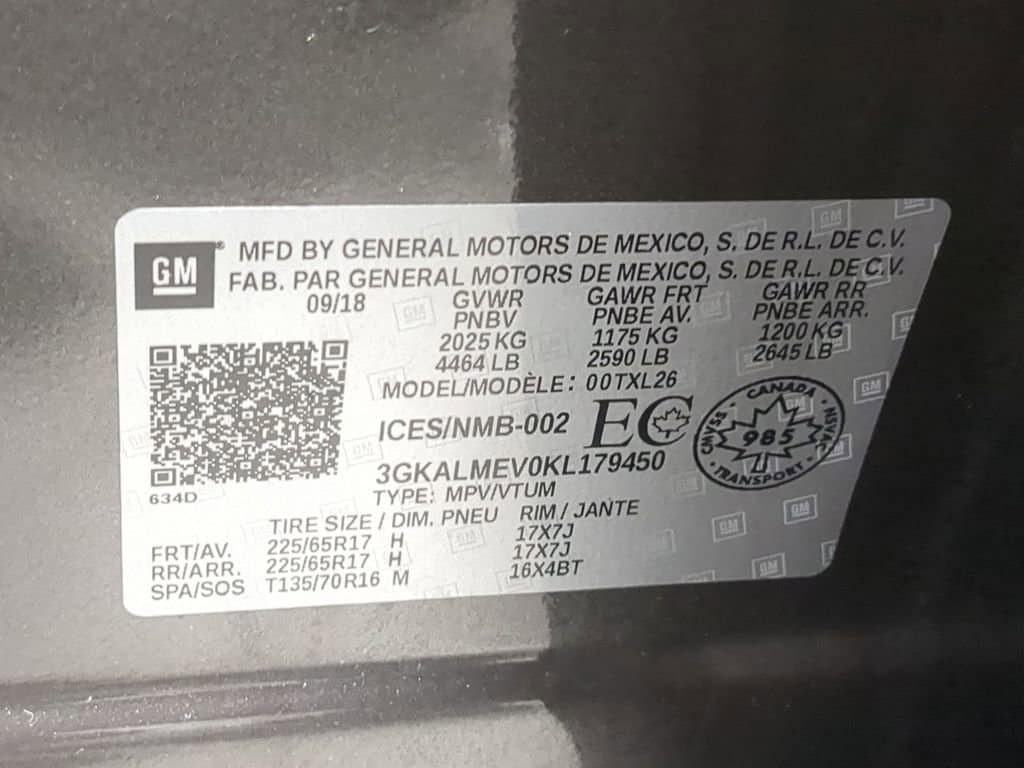 GM
MFD BY GENERAL MOTORS DE MEXICO, S. DE R.L. DE C.V.
FAB. PAR GENERAL MOTORS DE MEXICO, S. DE R.L. DE C.V.
09/18 GVWR GAWR FRT GAWR RR
PNBV PNBE AV. PNBE ARR.
2025 KG 1175 KG 1200 KG
4464 LB 2590 LB 2645 LB
MODEL/MODÈLE: 00TXL26
ICES/NMB-002 EC
CANADA
CMVSS NSVAC
985
TRANSPORT
3GKALMEV0KL179450
634D
TYPE: MPV/VTUM
TIRE SIZE / DIM. PNEU RIM / JANTE
FRT/AV. 225/65R17 H 17X7J
RR/ARR. 225/65R17 H 17X7J
SPA/SOS T135/70R16 M 16X4BT